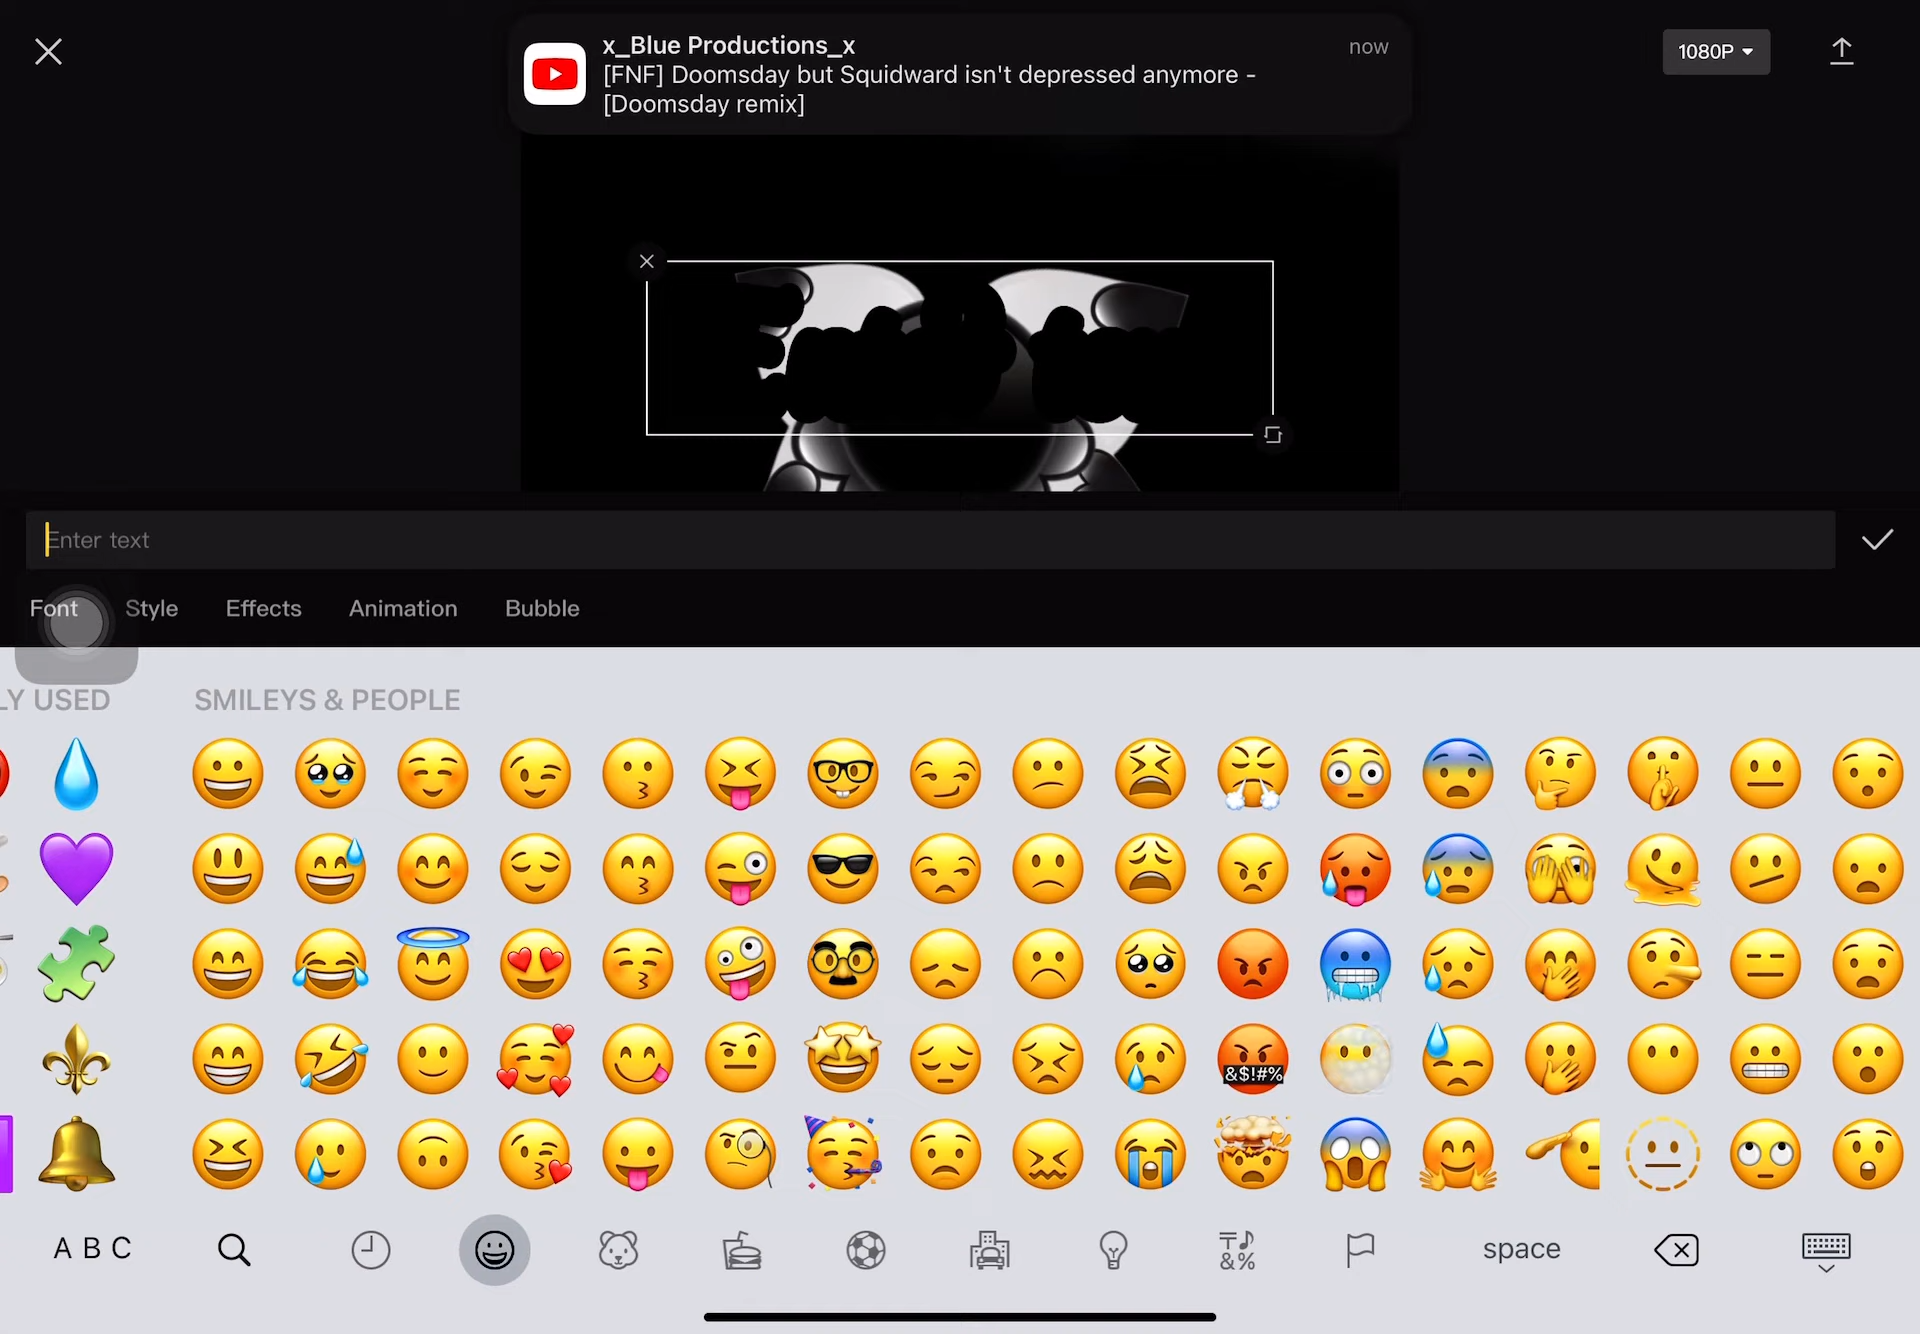 x_Blue Productions_x
now
[FNF] Doomsday but Squidward isn't depressed anymore -
[Doomsday remix]
1080P
Enter text
Font
Style
Effects
Animation
Bubble
LY USED
SMILEYS & PEOPLE
&$!#%
ABC
&%
space